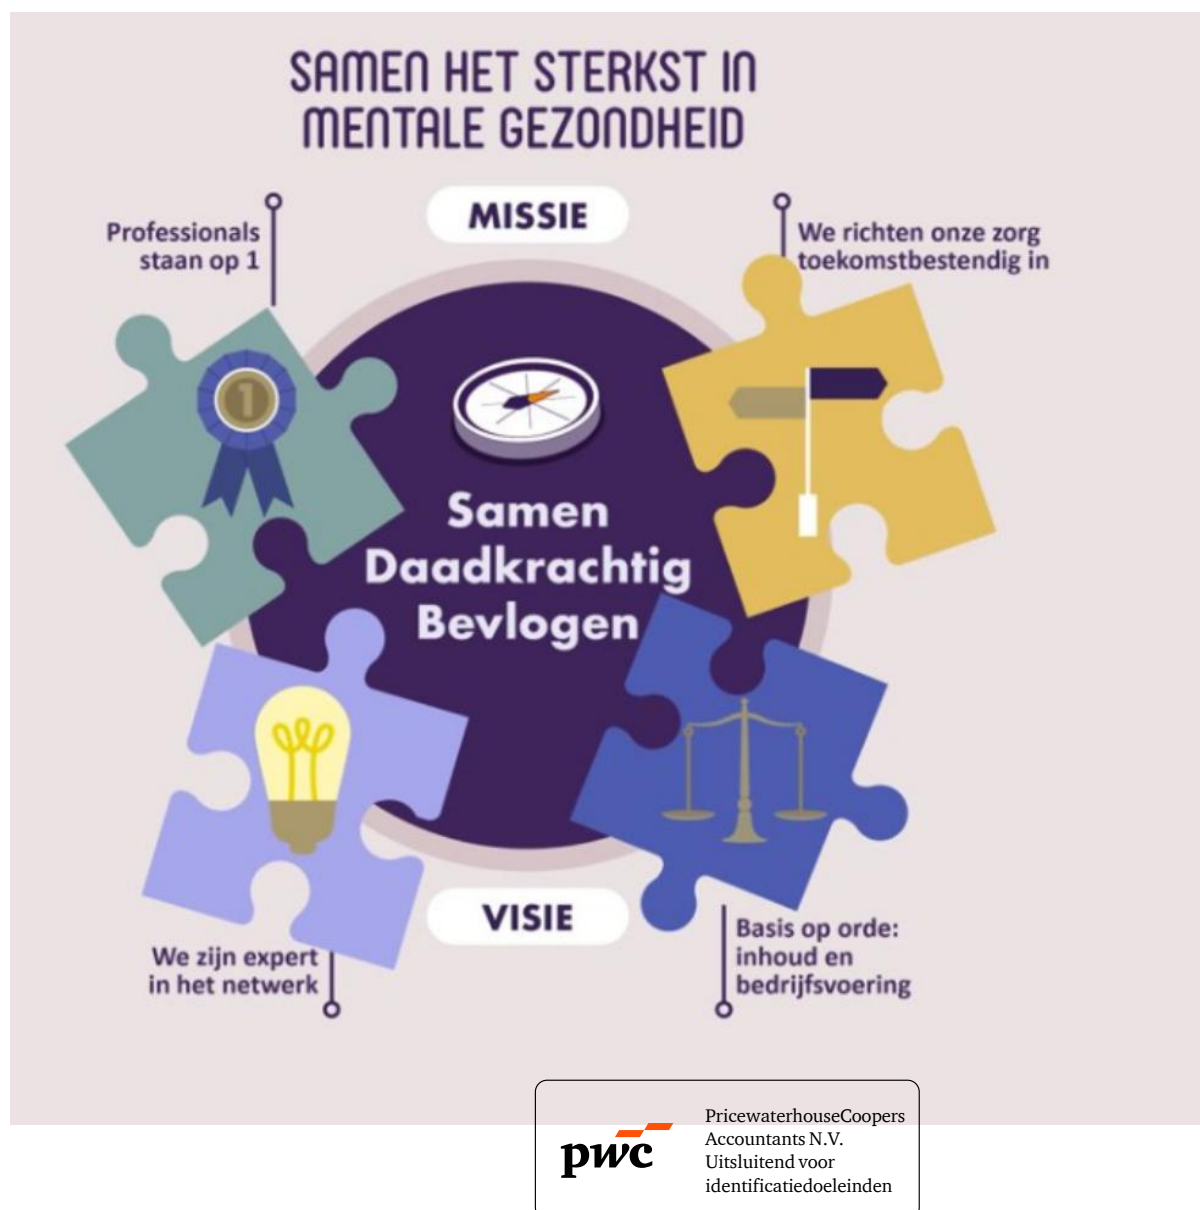 SAMEN HET STERKST IN
MENTALE GEZONDHEID
MISSIE
Professionals
staan op 1
We richten onze zorg
toekomstbestendig in
1
Samen
Daadkrachtig
Bevlogen
VISIE
We zijn expert
in het netwerk
Basis op orde:
inhoud en
bedrijfsvoering
pwc
PricewaterhouseCoopers
Accountants N.V.
Uitsluitend voor
identificatiedoeleinden